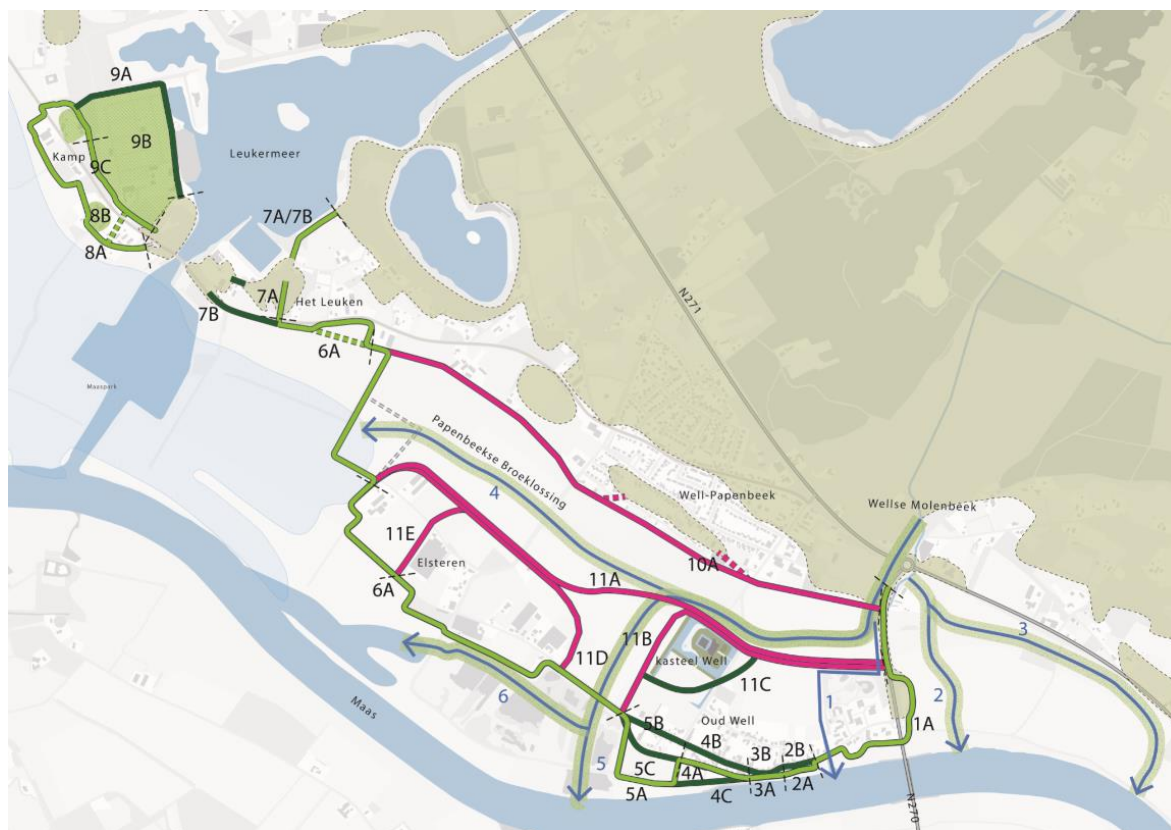 9A
9B
Kamp
9C
Leukermeer
8B
8A
7A/7B
7A
Het Leuken
7B
6A
N271
Maaspark
Papenbeekse Broeklossing
4
Well-Papenbeek
Wellse Molenbeek
10A
11E
Elsteren
11A
6A
3
11B
kasteel Well
11D
11C
6
1
2
Maas
5B
Oud Well
4B
1A
5
5C
4A
3B
2B
5A
4C
3A
2A
N270